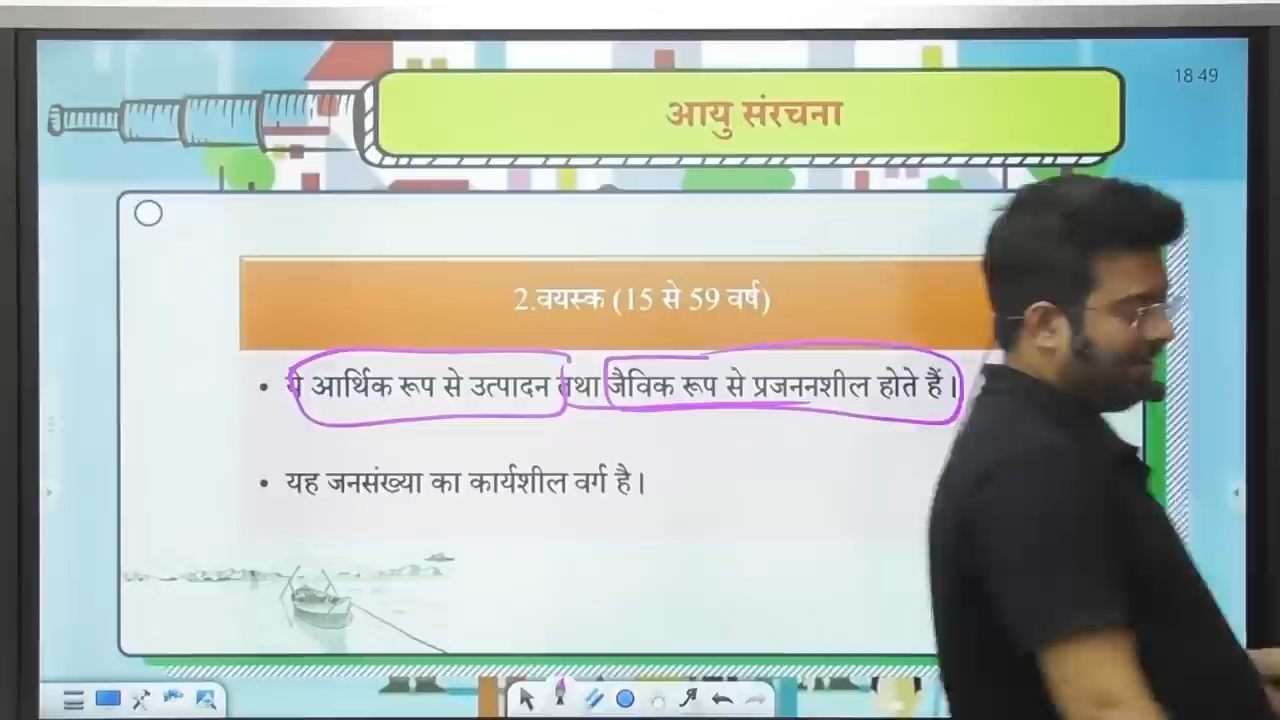 18 49
आयु संरचना
2.वयस्क (15 से 59 वर्ष)
• ये आर्थिक रूप से उत्पादन तथा जैविक रूप से प्रजननशील होते हैं।
• यह जनसंख्या का कार्यशील वर्ग है।